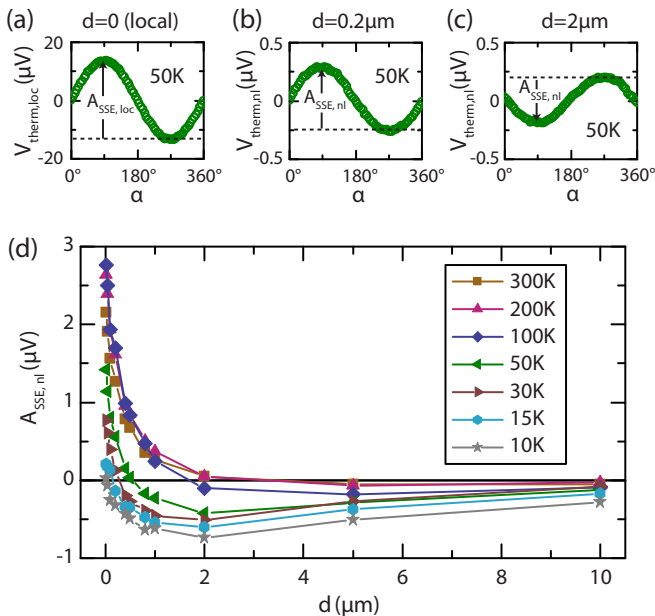 (a) d=0 (local)
20
0
-20
V_therm,loc (µV)
50K
A_SSE, loc
0° 180° 360°
α
(b) d=0.2µm
0.5
0
-0.5
V_therm,nl (µV)
50K
A_SSE, nl
0° 180° 360°
α
(c) d=2µm
0.5
0
-0.5
V_therm,nl (µV)
A_SSE, nl
50K
0° 180° 360°
α
(d)
3
2
1
0
-1
A_SSE, nl (µV)
300K
200K
100K
50K
30K
15K
10K
0 2 4 6 8 10
d (µm)